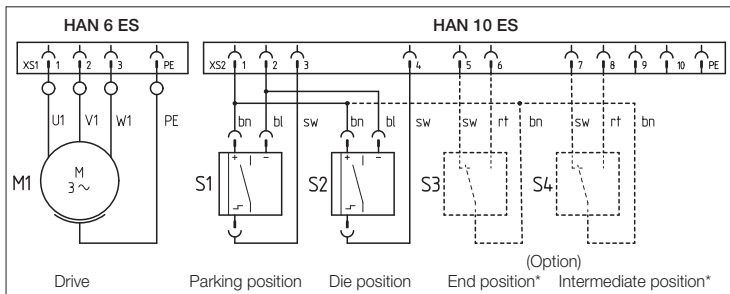 HAN 6 ES HAN 10 ES
XS1 1 2 3 PE XS2 1 2 3 4 5 6 7 8 9 10 PE
U1 V1 W1 PE bn bl sw bn bl sw sw rt bn sw rt bn
M1 M 3 ~ S1 + – S2 + – S3 S4
(Option)
Drive Parking position Die position End position* Intermediate position*